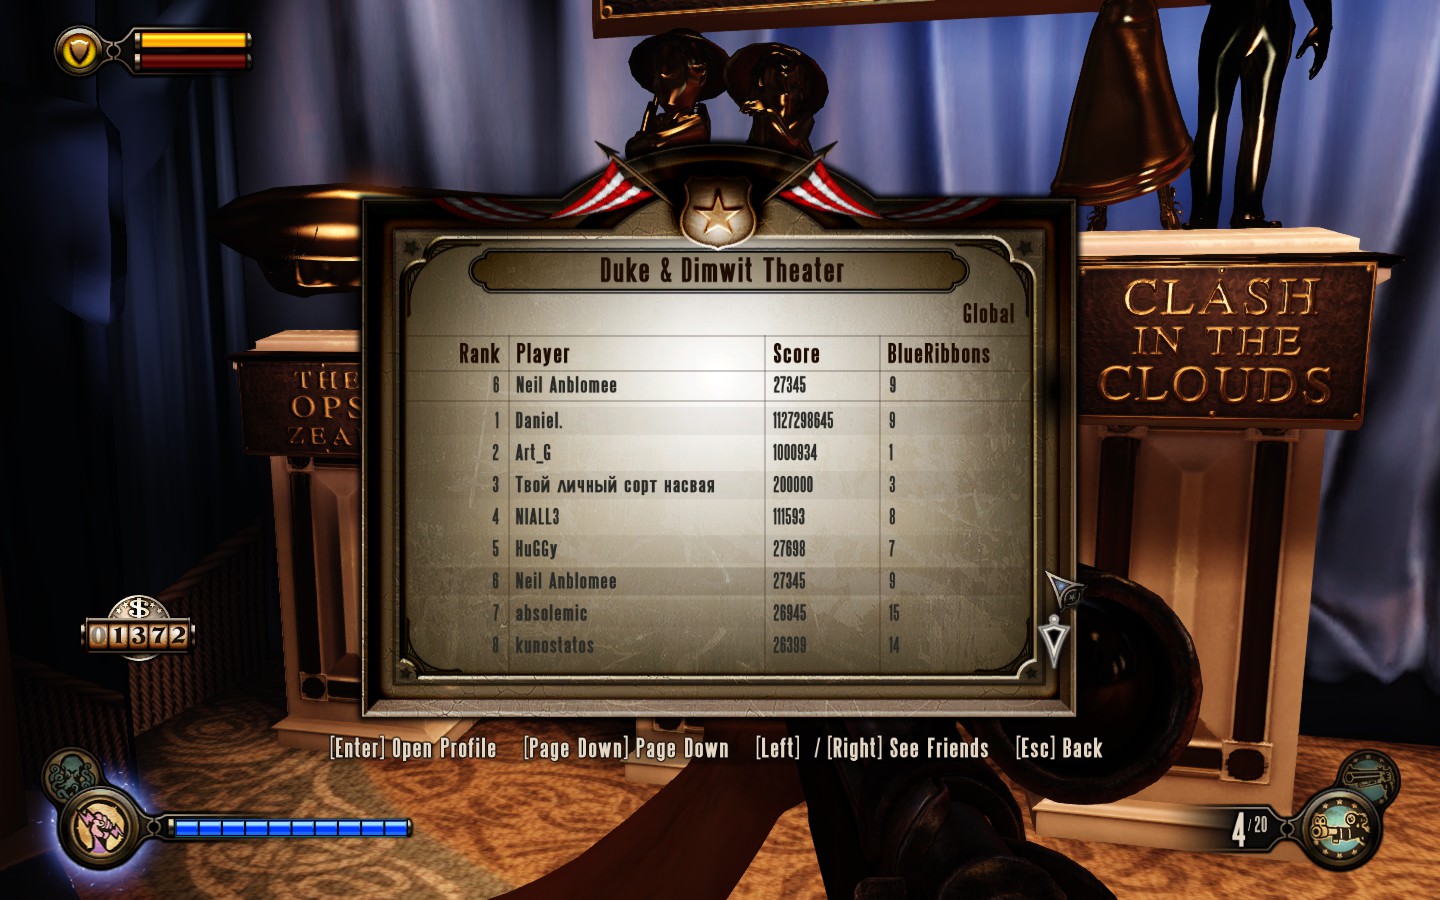 Duke & Dimwit Theater
Global
Rank Player Score BlueRibbons
6 Neil Anblomee 27345 9
1 Daniel. 1127298645 9
2 Art_G 1000934 1
3 Твой личный сорт насвая 200000 3
4 NIALL3 111593 8
5 HuGGy 27698 7
6 Neil Anblomee 27345 9
7 absolemic 26945 15
8 kunostatos 26399 14
[Enter] Open Profile [Page Down] Page Down [Left] / [Right] See Friends [Esc] Back
CLASH
IN THE
CLOUDS
THE
OPS
ZEA
$
01372
4/20